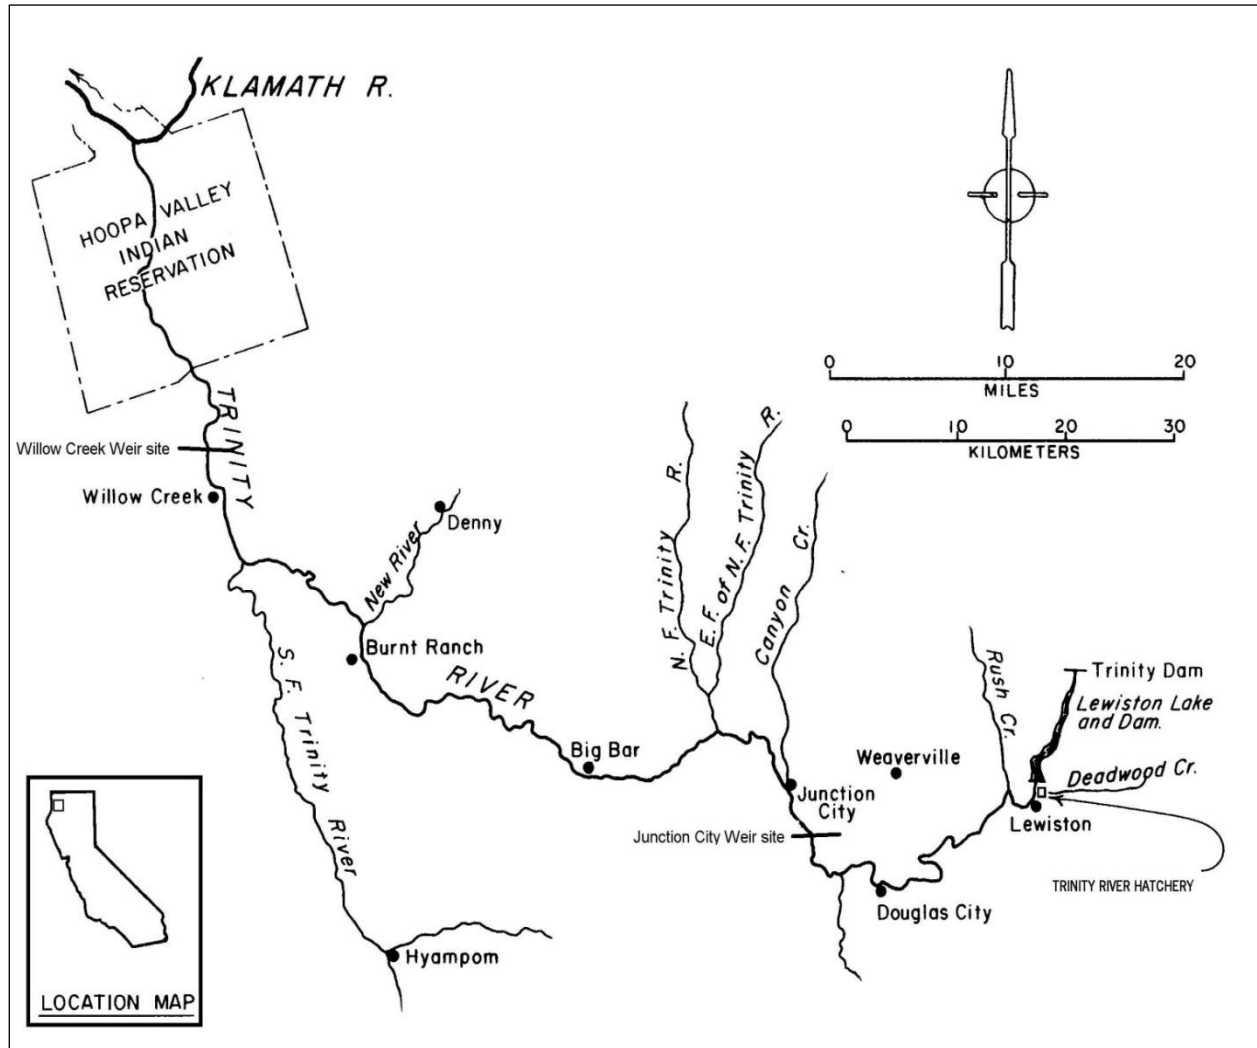 KLAMATH R.
HOOPA VALLEY
INDIAN
RESERVATION
0 10 20
MILES
0 10 20 30
KILOMETERS
TRINITY
RIVER
Willow Creek Weir site
Willow Creek
New River
Denny
Burnt Ranch
S. F. Trinity River
N. F. Trinity R.
E. F. of N. F. Trinity R.
Canyon Cr.
Rush Cr.
Trinity Dam
Lewiston Lake
and Dam.
Big Bar
Weaverville
Deadwood Cr.
Junction
City
Lewiston
Junction City Weir site
TRINITY RIVER HATCHERY
Douglas City
Hyampom
LOCATION MAP